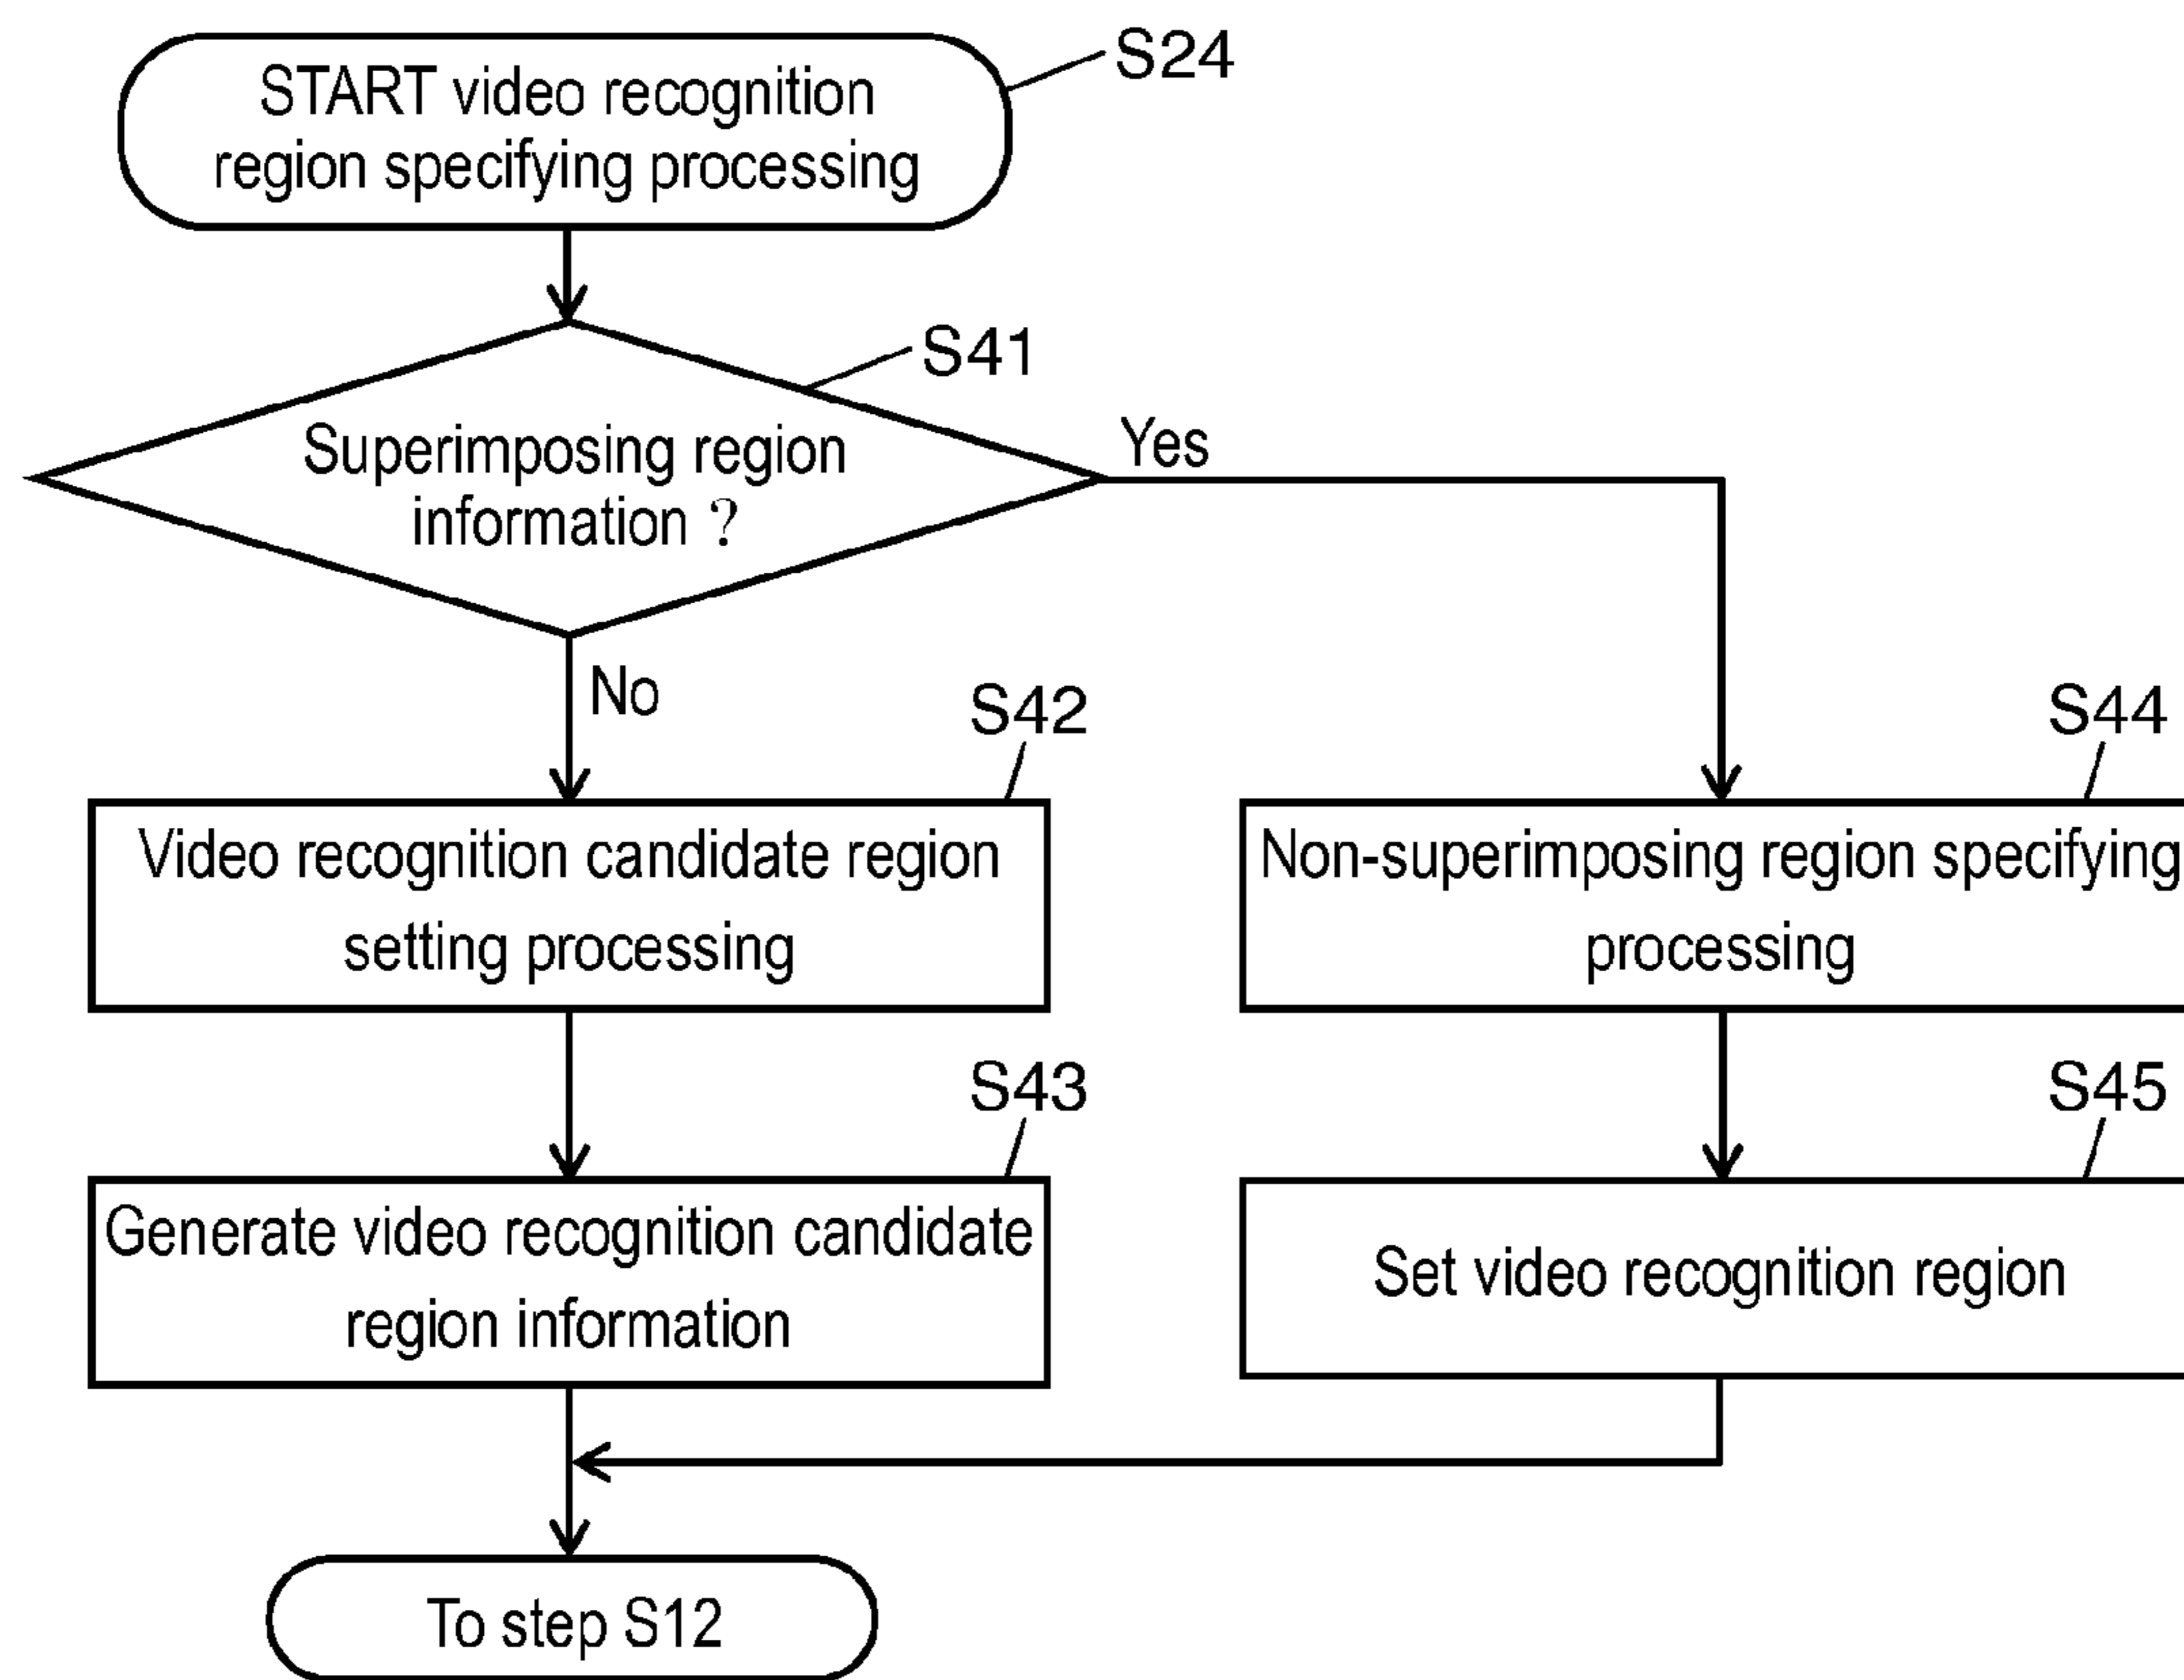 START video recognition
region specifying processing
S24
S41
Superimposing region
information ?
Yes
No
S42
Video recognition candidate region
setting processing
S44
Non-superimposing region specifying
processing
S43
Generate video recognition candidate
region information
S45
Set video recognition region
To step S12